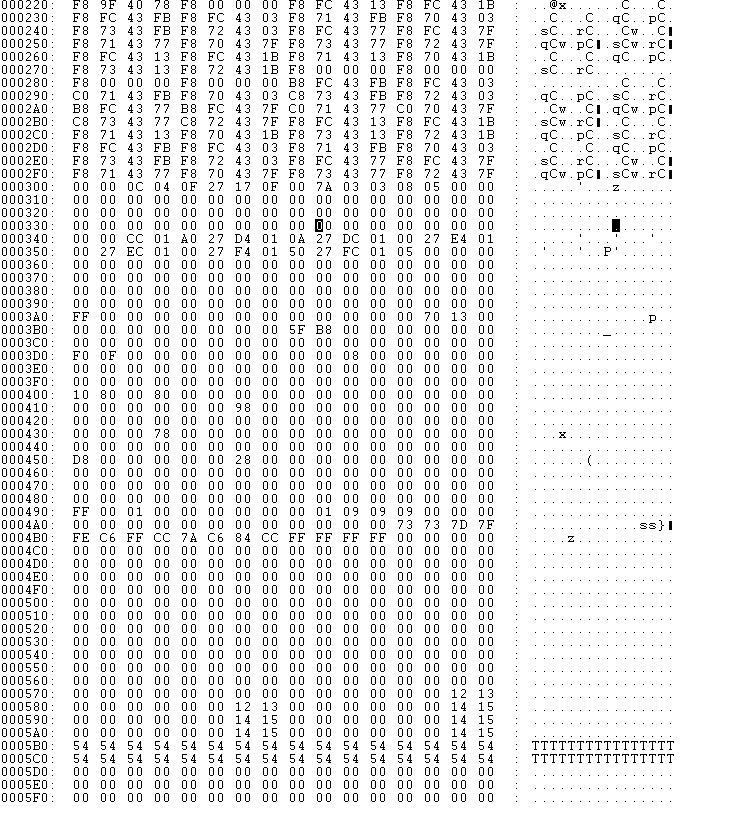 000220: F8 9F 40 78 F8 00 00 00 F8 FC 43 13 F8 FC 43 1B : ..@x......C...C.
000230: F8 FC 43 FB F8 FC 43 03 F8 71 43 FB F8 70 43 03 : ..C...C..qC..pC.
000240: F8 73 43 FB F8 72 43 03 F8 FC 43 77 F8 FC 43 7F : .sC..rC...Cw..C▮
000250: F8 71 43 77 F8 70 43 7F F8 73 43 77 F8 72 43 7F : .qCw.pC▮.sCw.rC▮
000260: F8 FC 43 13 F8 FC 43 1B F8 71 43 13 F8 70 43 1B : ..C...C..qC..pC.
000270: F8 73 43 13 F8 72 43 1B F8 00 00 00 F8 00 00 00 : .sC..rC.........
000280: F8 00 00 00 F8 00 00 00 B8 FC 43 FB B8 FC 43 03 : ..........C...C.
000290: C0 71 43 FB C0 70 43 03 C8 73 43 FB C8 72 43 03 : .qC..pC..sC..rC.
0002A0: B8 FC 43 77 B8 FC 43 7F C0 71 43 77 C0 70 43 7F : ..Cw..C▮.qCw.pC▮
0002B0: C8 73 43 77 C8 72 43 7F F8 FC 43 13 F8 FC 43 1B : .sCw.rC▮..C...C.
0002C0: F8 71 43 13 F8 70 43 1B F8 73 43 13 F8 72 43 1B : .qC..pC..sC..rC.
0002D0: F8 FC 43 FB F8 FC 43 03 F8 71 43 FB F8 70 43 03 : ..C...C..qC..pC.
0002E0: F8 73 43 FB F8 72 43 03 F8 FC 43 77 F8 FC 43 7F : .sC..rC...Cw..C▮
0002F0: F8 71 43 77 F8 70 43 7F F8 73 43 77 F8 72 43 7F : .qCw.pC▮.sCw.rC▮
000300: 00 00 0C 04 0F 27 17 0F 00 7A 03 03 08 05 00 00 : .....'...z......
000310: 00 00 00 00 00 00 00 00 00 00 00 00 00 00 00 00 : ................
000320: 00 00 00 00 00 00 00 00 00 00 00 00 00 00 00 00 : ................
000330: 00 00 00 00 00 00 00 00 00 00 00 00 00 00 00 00 : ................
000340: 00 00 CC 01 A0 27 D4 01 0A 27 DC 01 00 27 E4 01 : .....'...'...'..
000350: 00 27 EC 01 00 27 F4 01 50 27 FC 01 05 00 00 00 : .'...'..P'......
000360: 00 00 00 00 00 00 00 00 00 00 00 00 00 00 00 00 : ................
000370: 00 00 00 00 00 00 00 00 00 00 00 00 00 00 00 00 : ................
000380: 00 00 00 00 00 00 00 00 00 00 00 00 00 00 00 00 : ................
000390: 00 00 00 00 00 00 00 00 00 00 00 00 00 00 00 00 : ................
0003A0: FF 00 00 00 00 00 00 00 00 00 00 00 00 70 13 00 : .............p..
0003B0: 00 00 00 00 00 00 00 00 5F B8 00 00 00 00 00 00 : ........_.......
0003C0: 00 00 00 00 00 00 00 00 00 00 00 00 00 00 00 00 : ................
0003D0: F0 0F 00 00 00 00 00 00 00 00 08 00 00 00 00 00 : ................
0003E0: 00 00 00 00 00 00 00 00 00 00 00 00 00 00 00 00 : ................
0003F0: 00 00 00 00 00 00 00 00 00 00 00 00 00 00 00 00 : ................
000400: 10 80 00 80 00 00 00 00 00 00 00 00 00 00 00 00 : ................
000410: 00 00 00 00 00 00 98 00 00 00 00 00 00 00 00 00 : ................
000420: 00 00 00 00 00 00 00 00 00 00 00 00 00 00 00 00 : ................
000430: 00 00 00 78 00 00 00 00 00 00 00 00 00 00 00 00 : ...x............
000440: 00 00 00 00 00 00 00 00 00 00 00 00 00 00 00 00 : ................
000450: D8 00 00 00 00 00 28 00 00 00 00 00 00 00 00 00 : ......(.........
000460: 00 00 00 00 00 00 00 00 00 00 00 00 00 00 00 00 : ................
000470: 00 00 00 00 00 00 00 00 00 00 00 00 00 00 00 00 : ................
000480: 00 00 00 00 00 00 00 00 00 00 00 00 00 00 00 00 : ................
000490: FF 00 01 00 00 00 00 00 00 01 09 09 09 00 00 00 : ................
0004A0: 00 00 00 00 00 00 00 00 00 00 00 00 73 73 7D 7F : ............ss}▮
0004B0: FE C6 FF CC 7A C6 84 CC FF FF FF FF 00 00 00 00 : ....z...........
0004C0: 00 00 00 00 00 00 00 00 00 00 00 00 00 00 00 00 : ................
0004D0: 00 00 00 00 00 00 00 00 00 00 00 00 00 00 00 00 : ................
0004E0: 00 00 00 00 00 00 00 00 00 00 00 00 00 00 00 00 : ................
0004F0: 00 00 00 00 00 00 00 00 00 00 00 00 00 00 00 00 : ................
000500: 00 00 00 00 00 00 00 00 00 00 00 00 00 00 00 00 : ................
000510: 00 00 00 00 00 00 00 00 00 00 00 00 00 00 00 00 : ................
000520: 00 00 00 00 00 00 00 00 00 00 00 00 00 00 00 00 : ................
000530: 00 00 00 00 00 00 00 00 00 00 00 00 00 00 00 00 : ................
000540: 00 00 00 00 00 00 00 00 00 00 00 00 00 00 00 00 : ................
000550: 00 00 00 00 00 00 00 00 00 00 00 00 00 00 00 00 : ................
000560: 00 00 00 00 00 00 00 00 00 00 00 00 00 00 00 00 : ................
000570: 00 00 00 00 00 00 00 00 00 00 00 00 00 00 12 13 : ................
000580: 00 00 00 00 00 00 12 13 00 00 00 00 00 00 14 15 : ................
000590: 00 00 00 00 00 00 14 15 00 00 00 00 00 00 14 15 : ................
0005A0: 00 00 00 00 00 00 14 15 00 00 00 00 00 00 14 15 : ................
0005B0: 54 54 54 54 54 54 54 54 54 54 54 54 54 54 54 54 : TTTTTTTTTTTTTTTT
0005C0: 54 54 54 54 54 54 54 54 54 54 54 54 54 54 54 54 : TTTTTTTTTTTTTTTT
0005D0: 00 00 00 00 00 00 00 00 00 00 00 00 00 00 00 00 : ................
0005E0: 00 00 00 00 00 00 00 00 00 00 00 00 00 00 00 00 : ................
0005F0: 00 00 00 00 00 00 00 00 00 00 00 00 00 00 00 00 : ................